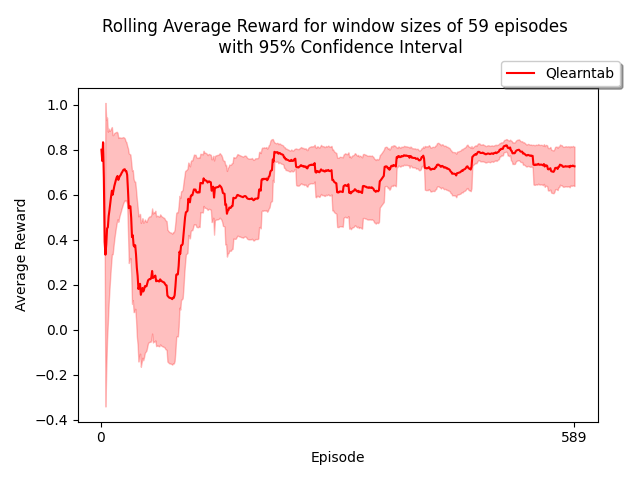 Rolling Average Reward for window sizes of 59 episodes
with 95% Confidence Interval
Qlearntab
1.0
0.8
0.6
0.4
0.2
0.0
−0.2
−0.4
Average Reward
0
589
Episode